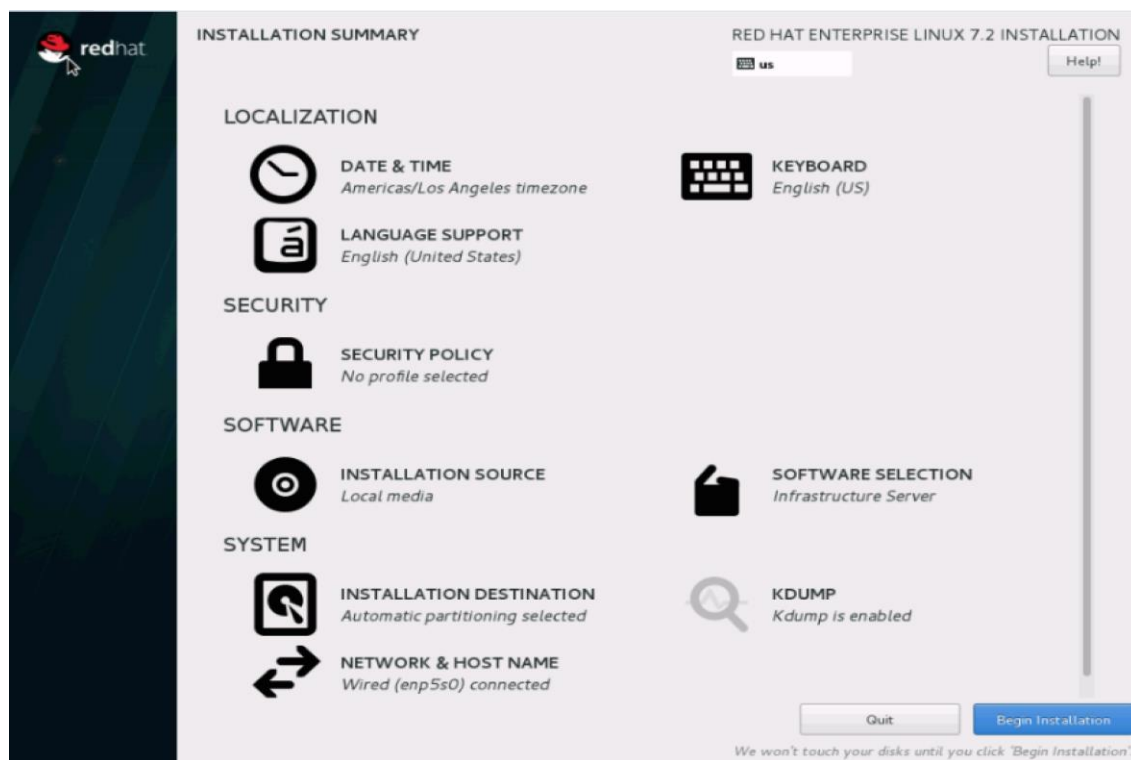 redhat
INSTALLATION SUMMARY
RED HAT ENTERPRISE LINUX 7.2 INSTALLATION
us
Help!
LOCALIZATION
DATE & TIME
Americas/Los Angeles timezone
KEYBOARD
English (US)
á
LANGUAGE SUPPORT
English (United States)
SECURITY
SECURITY POLICY
No profile selected
SOFTWARE
INSTALLATION SOURCE
Local media
SOFTWARE SELECTION
Infrastructure Server
SYSTEM
INSTALLATION DESTINATION
Automatic partitioning selected
KDUMP
Kdump is enabled
NETWORK & HOST NAME
Wired (enp5s0) connected
Quit
Begin Installation
We won't touch your disks until you click 'Begin Installation'